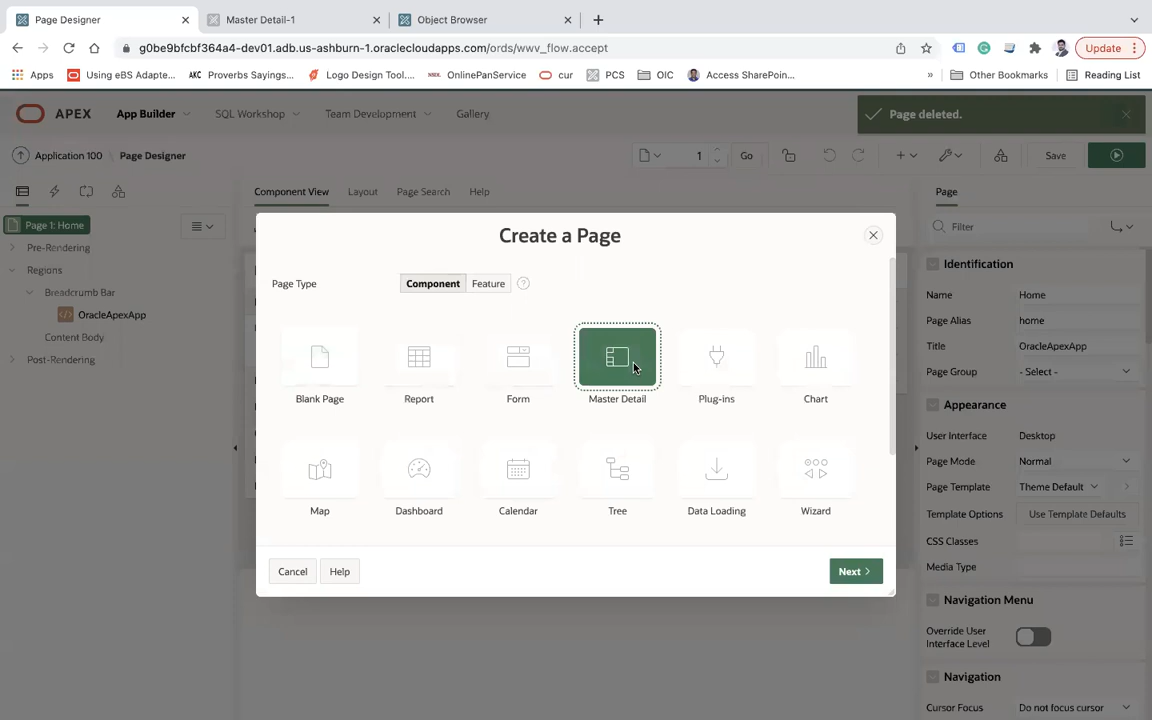 Page Designer
Master Detail-1
Object Browser
g0be9bfcbf364a4-dev01.adb.us-ashburn-1.oraclecloudapps.com/ords/wwv_flow.accept
Update
Apps
Using eBS Adapte...
AKC Proverbs Sayings...
Logo Design Tool....
OnlinePanService
cur
PCS
OIC
Access SharePoin...
»
Other Bookmarks
Reading List
APEX
App Builder
SQL Workshop
Team Development
Gallery
Page deleted.
Application 100 \ Page Designer
1
Go
Save
Component View
Layout
Page Search
Help
Page
Page 1: Home
Pre-Rendering
Regions
Breadcrumb Bar
OracleApexApp
Content Body
Post-Rendering
Create a Page
Page Type
Component
Feature
?
Blank Page
Report
Form
Master Detail
Plug-ins
Chart
Map
Dashboard
Calendar
Tree
Data Loading
Wizard
Cancel
Help
Next
Filter
Identification
Name
Home
Page Alias
home
Title
OracleApexApp
Page Group
- Select -
Appearance
User Interface
Desktop
Page Mode
Normal
Page Template
Theme Default
Template Options
Use Template Defaults
CSS Classes
Media Type
Navigation Menu
Override User
Interface Level
Navigation
Cursor Focus
Do not focus cursor